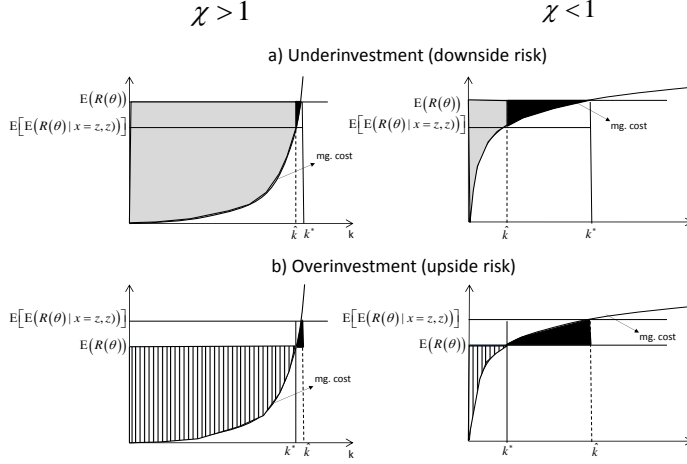 χ > 1
χ < 1
a) Underinvestment (downside risk)
E(R(θ))
E[E(R(θ) | x = z, z))]
mg. cost
k̂
k*
k
E(R(θ))
E[E(R(θ) | x = z, z))]
mg. cost
k̂
k*
b) Overinvestment (upside risk)
E[E(R(θ) | x = z, z))]
E(R(θ))
mg. cost
k*
k̂
k
E[E(R(θ) | x = z, z))]
E(R(θ))
mg. cost
k*
k̂